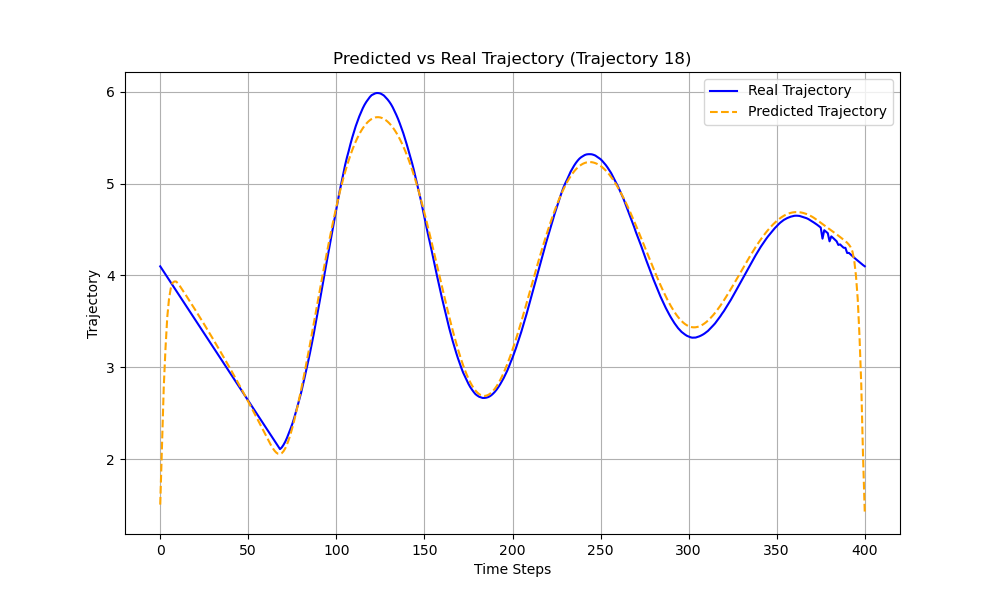 Predicted vs Real Trajectory (Trajectory 18)
Real Trajectory
Predicted Trajectory
6
5
4
3
2
Trajectory
0 50 100 150 200 250 300 350 400
Time Steps